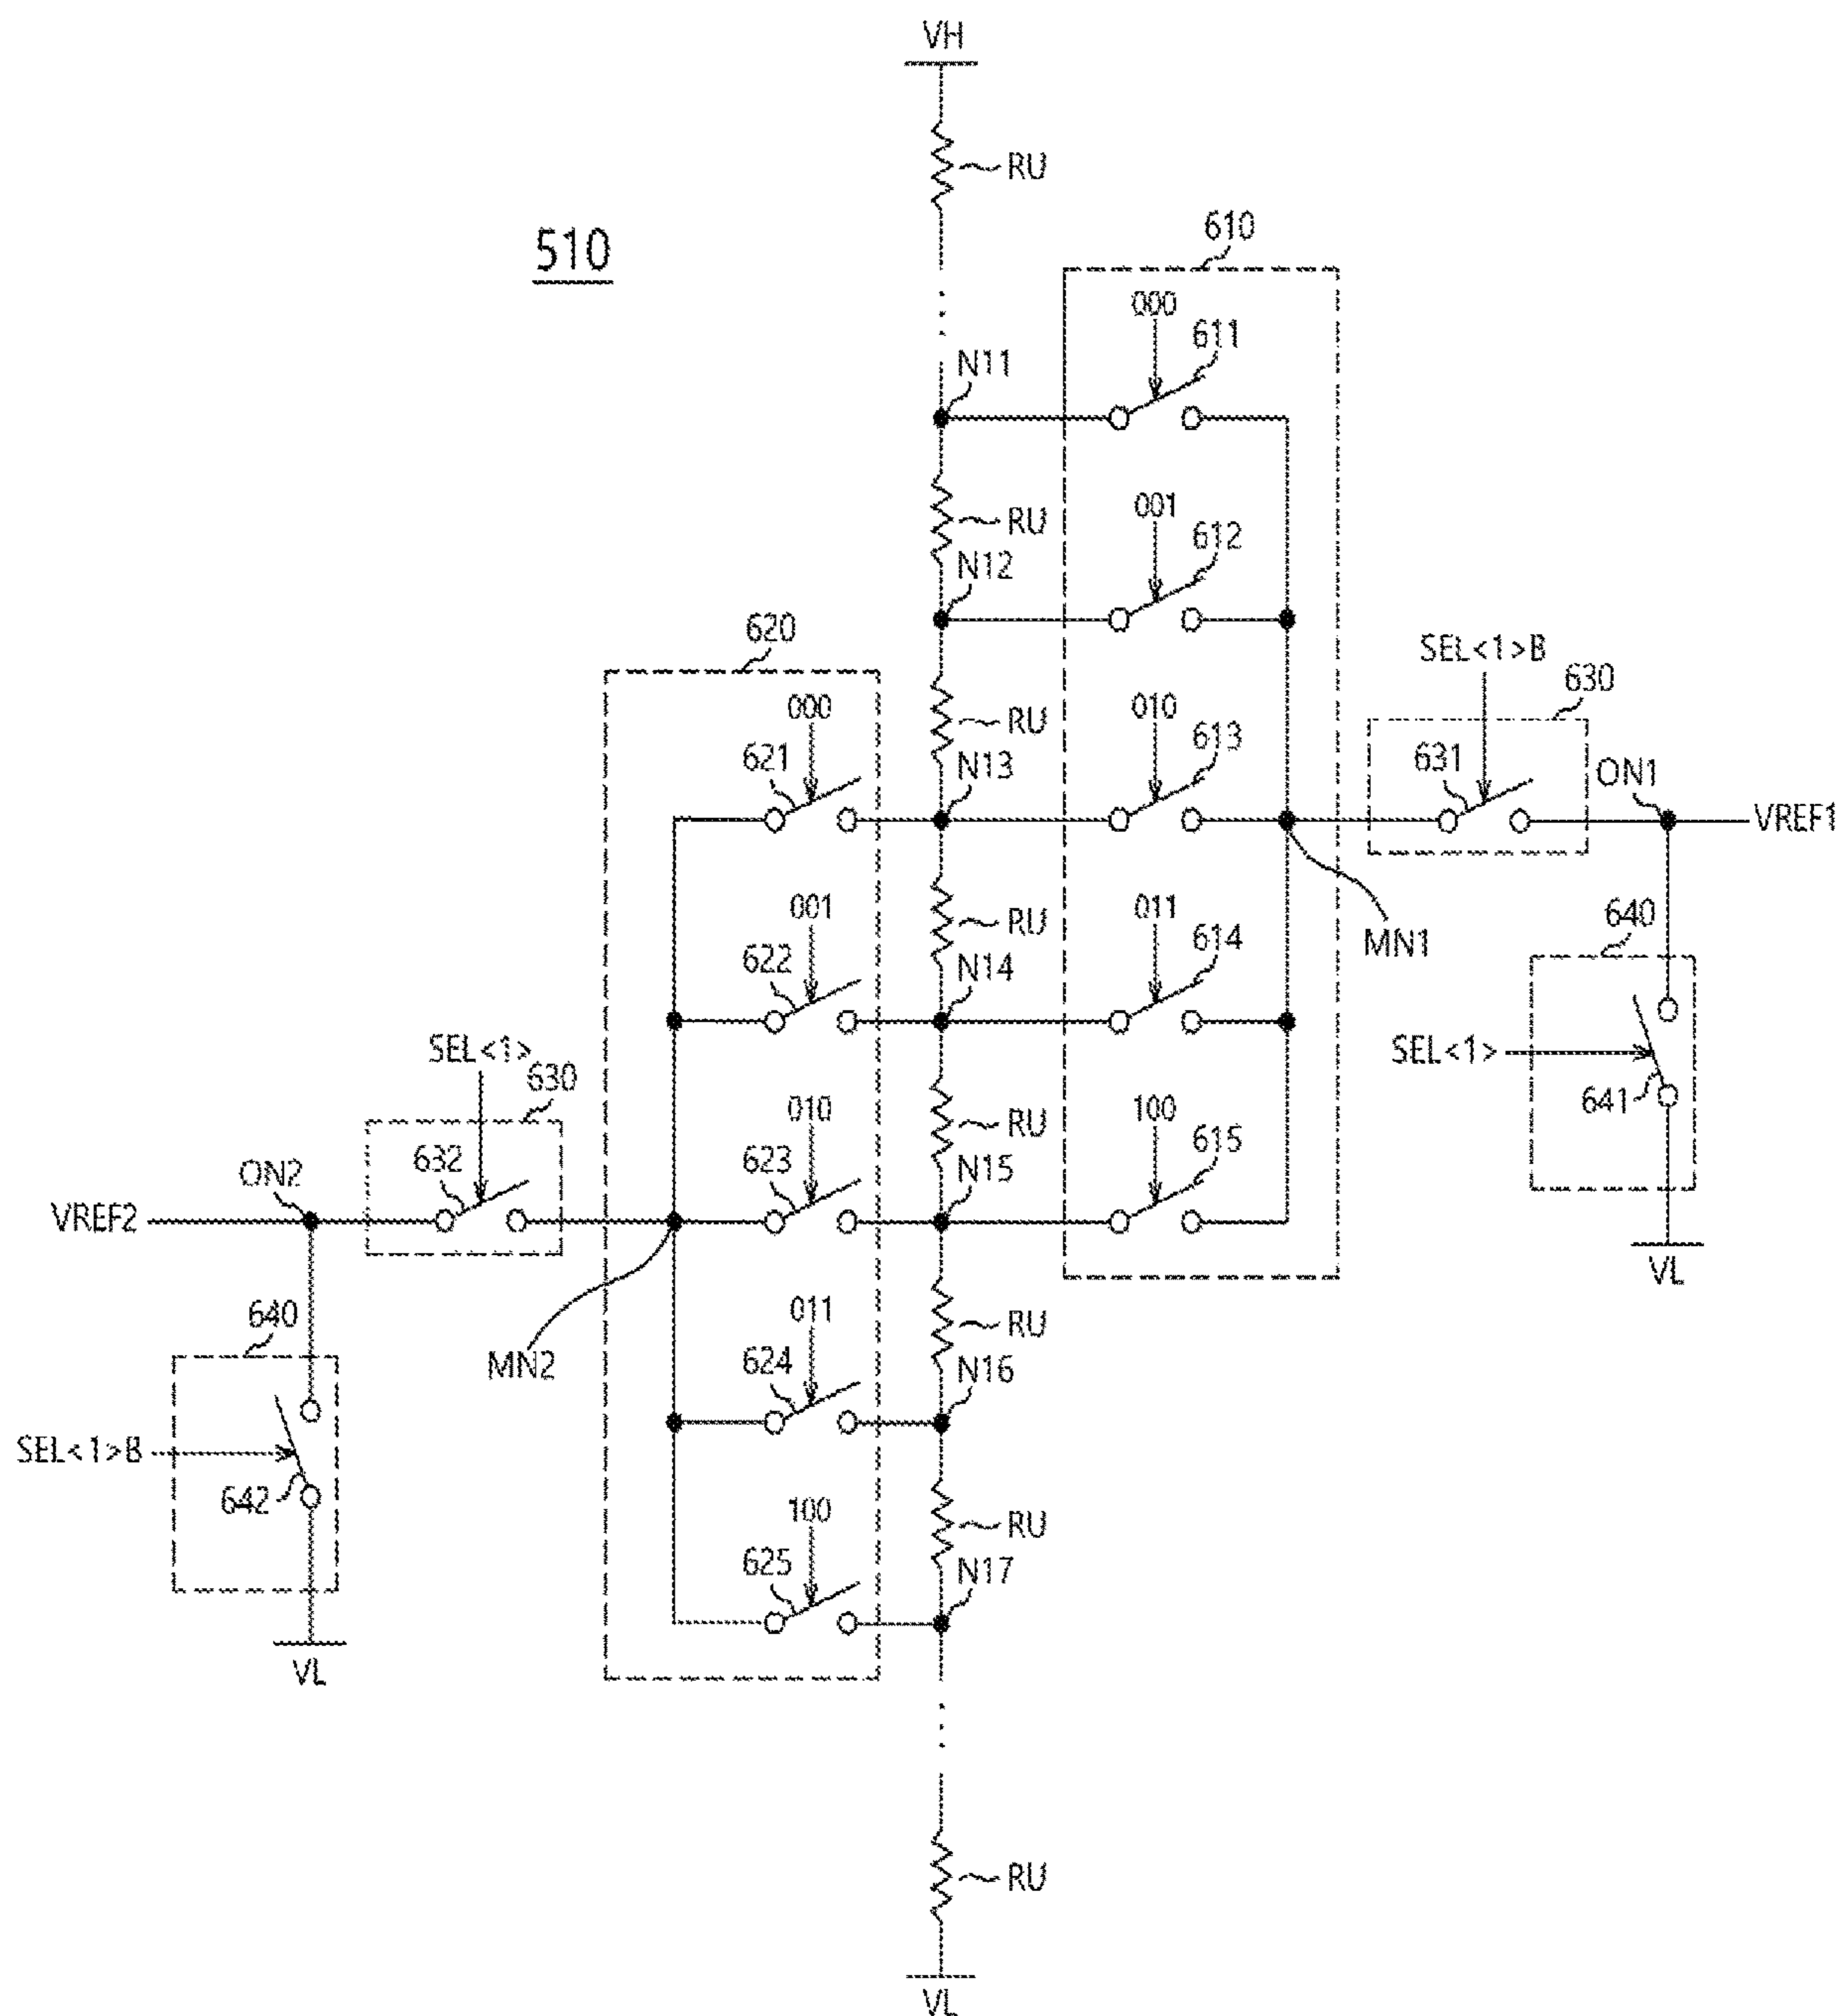 VH
RU
510
610
000
611
N11
RU
001
612
N12
620
SEL<1>B
630
000
RU
010
613
621
N13
631
ON1
VREF1
001
RU
011
614
640
MN1
622
N14
SEL<1>
630
SEL<1>
641
010
RU
100
615
632
623
N15
ON2
VREF2
VL
640
011
RU
MN2
624
N16
SEL<1>B
642
100
RU
625
N17
VL
RU
VL